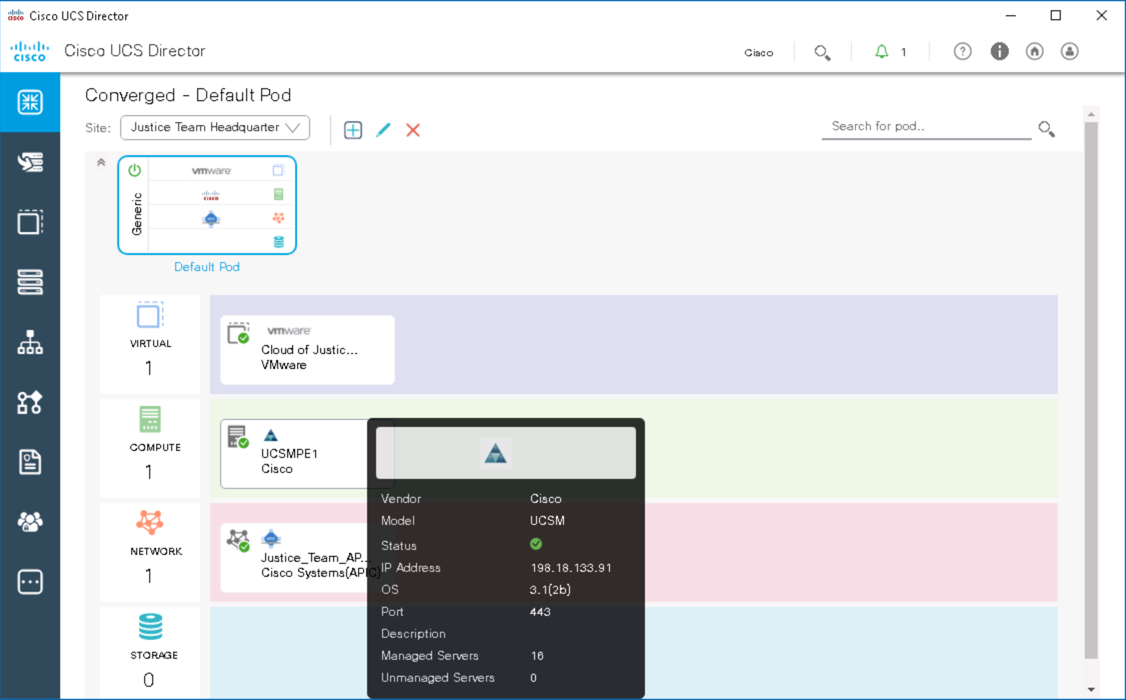 Cisco UCS Director
CISCO Cisco UCS Director
Cisco
1
Converged - Default Pod
Site: Justice Team Headquarter
Search for pod..
Generic
vmware
CISCO
Default Pod
VIRTUAL
1
vmware
Cloud of Justic...
VMware
COMPUTE
1
UCSMPE1
Cisco
NETWORK
1
Justice_Team_AP...
Cisco Systems(APIC)
STORAGE
0
Vendor Cisco
Model UCSM
Status
IP Address 198.18.133.91
OS 3.1(2b)
Port 443
Description
Managed Servers 16
Unmanaged Servers 0